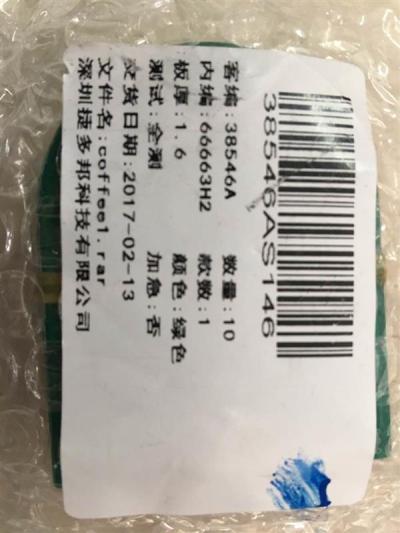 38546AS146
客编:38546A 数量:10
内编:66663H2 款数:1
板厚:1.6 颜色:绿色
测试:全测 加急:否
交货日期:2017-02-13
文件名:coffee1.rar
深圳捷多邦科技有限公司